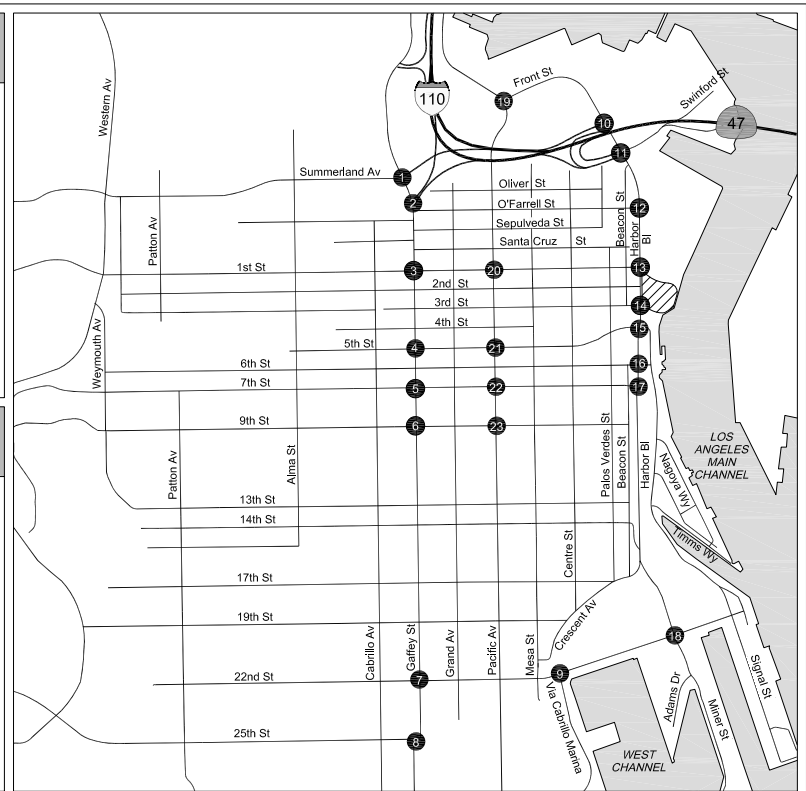 Front St
Swinford St
110
19
10
47
11
Western Av
Summerland Av
1
2
Oliver St
O'Farrell St
12
Sepulveda St
Santa Cruz St
Beacon St
Harbor Bl
Patton Av
1st St
3
20
13
2nd St
3rd St
14
4th St
15
5th St
4
21
Weymouth Av
6th St
16
7th St
5
22
17
9th St
6
23
Patton Av
Alma St
Palos Verdes St
Beacon St
Harbor Bl
LOS
ANGELES
MAIN
CHANNEL
Nagoya Wy
13th St
14th St
Timms Wy
Centre St
17th St
19th St
Cabrillo Av
Gaffey St
Grand Av
Pacific Av
Mesa St
Crescent Av
18
22nd St
7
9
Via Cabrillo Marina
Adams Dr
Miner St
Signal St
25th St
8
WEST
CHANNEL